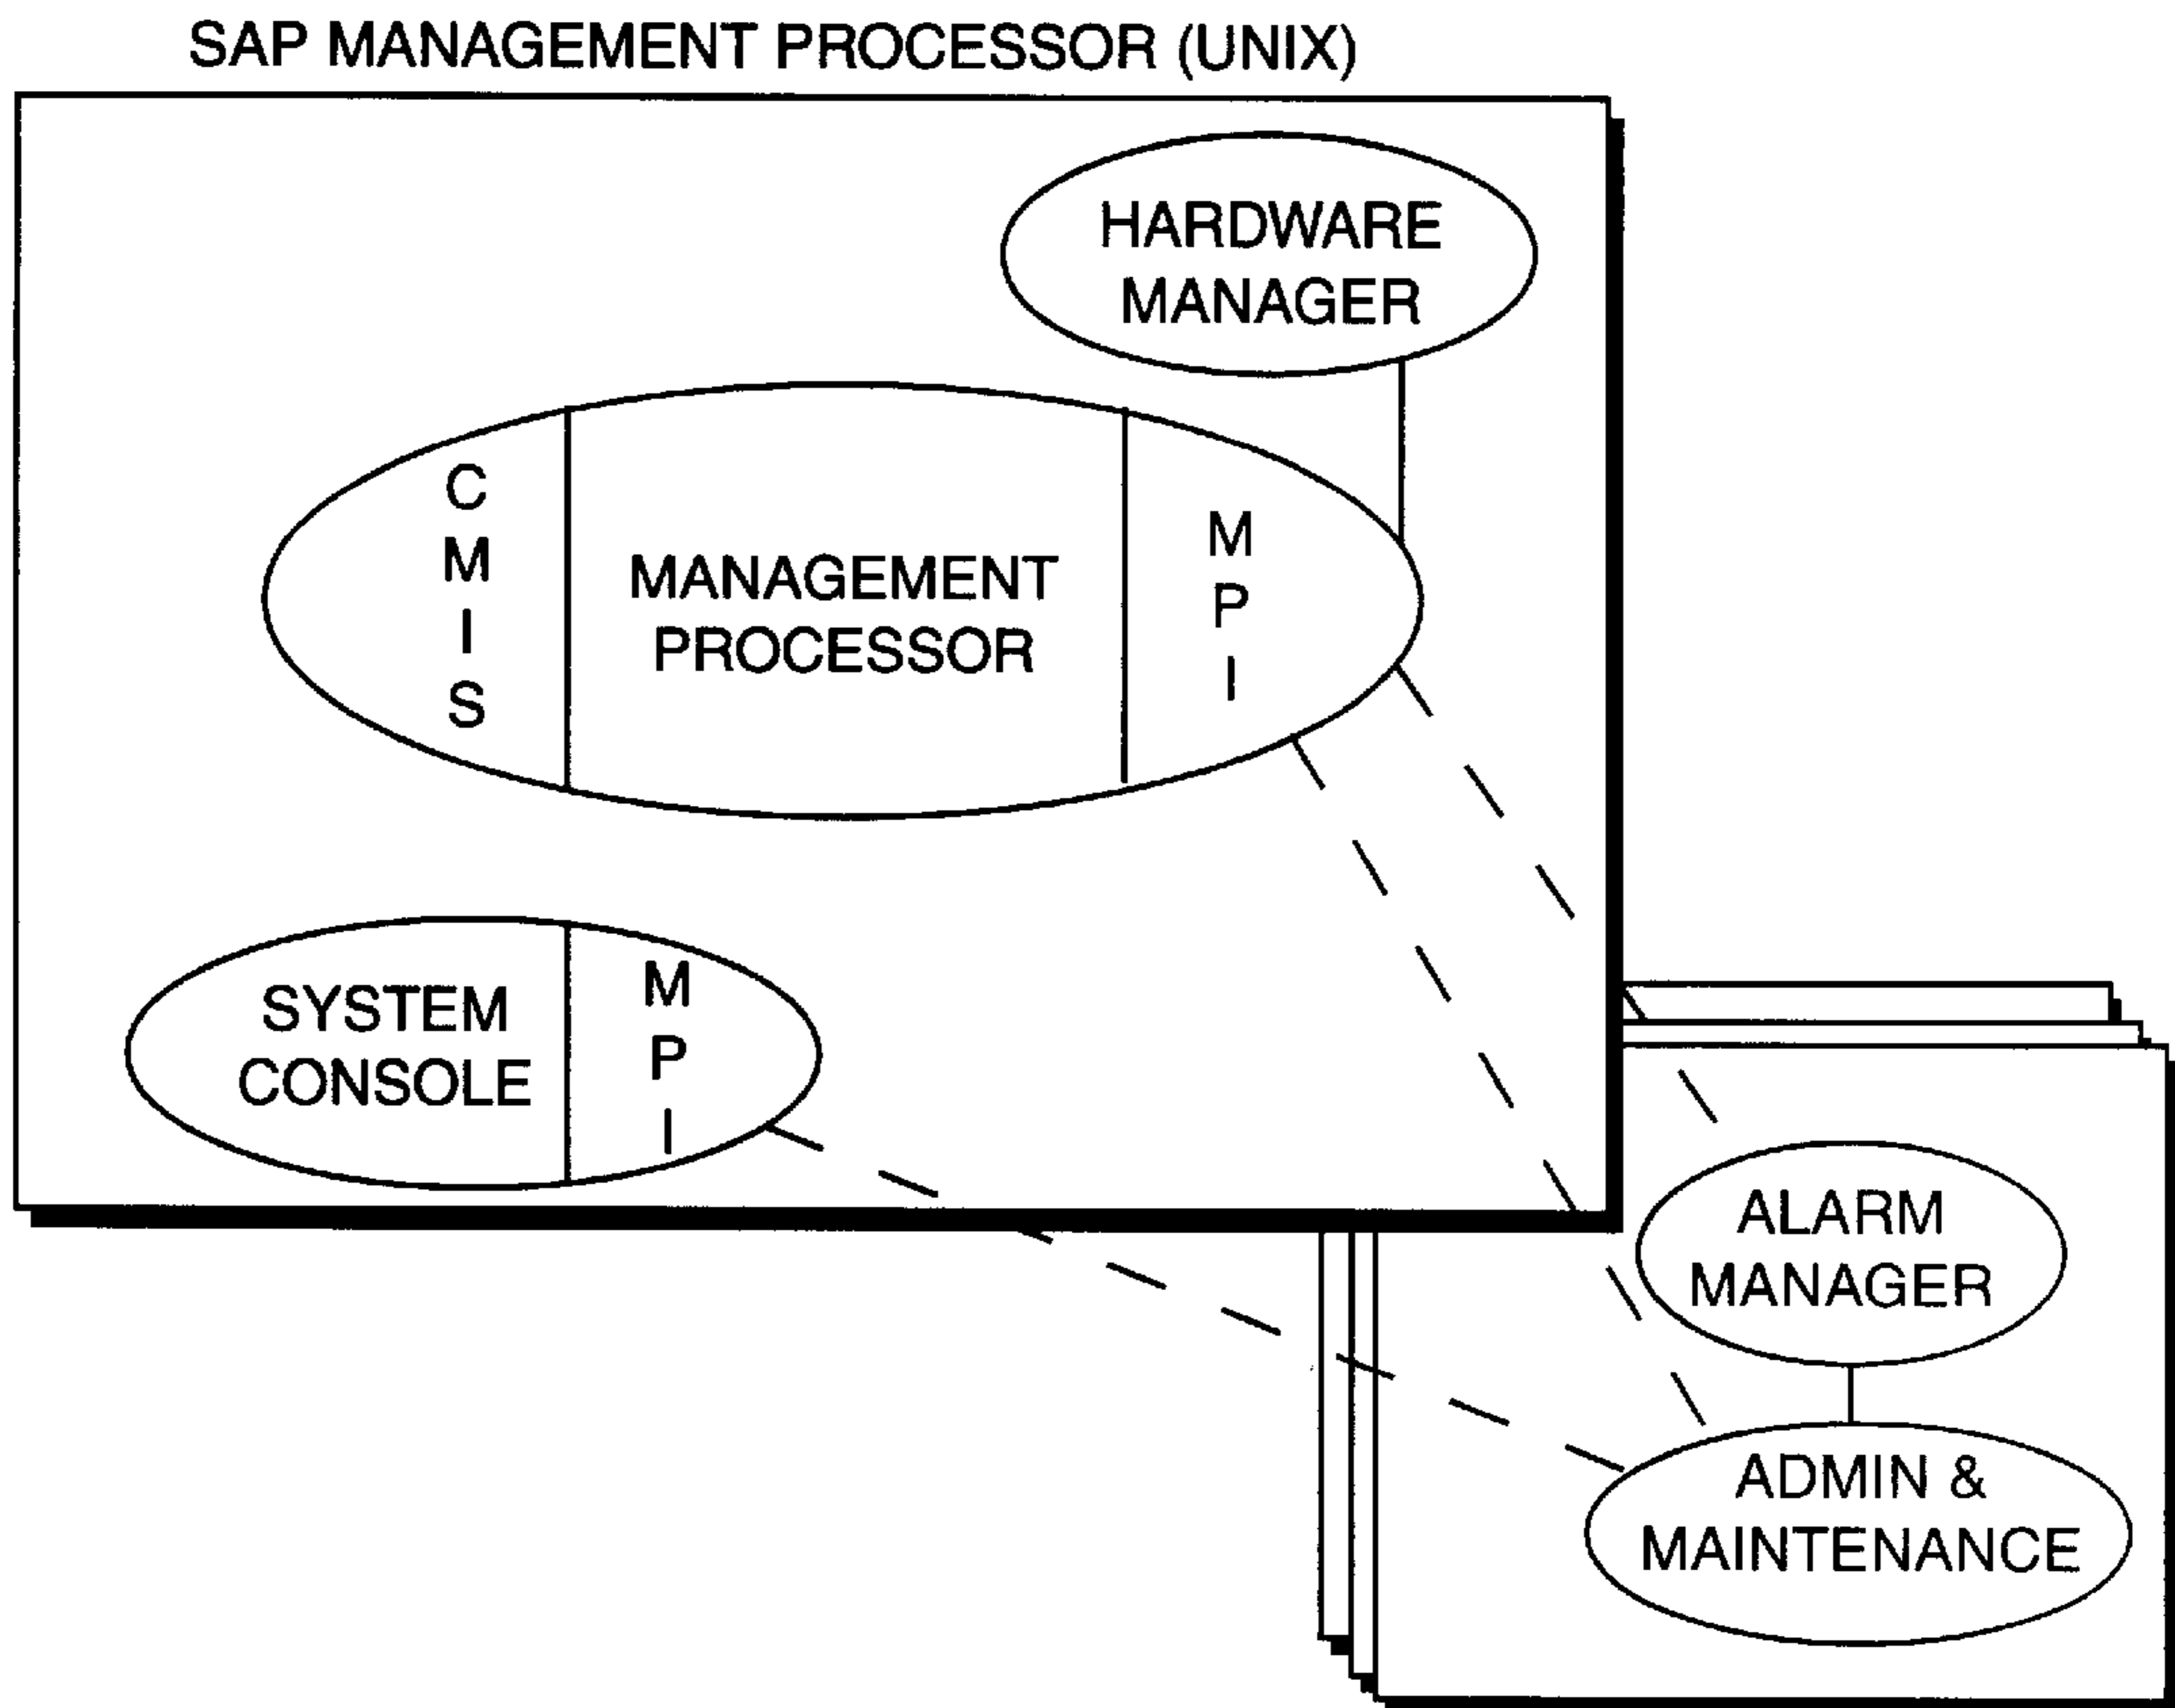 SAP MANAGEMENT PROCESSOR (UNIX)
HARDWARE
MANAGER
C
M
I
S
MANAGEMENT
PROCESSOR
M
P
I
SYSTEM
CONSOLE
M
P
I
ALARM
MANAGER
ADMIN &
MAINTENANCE